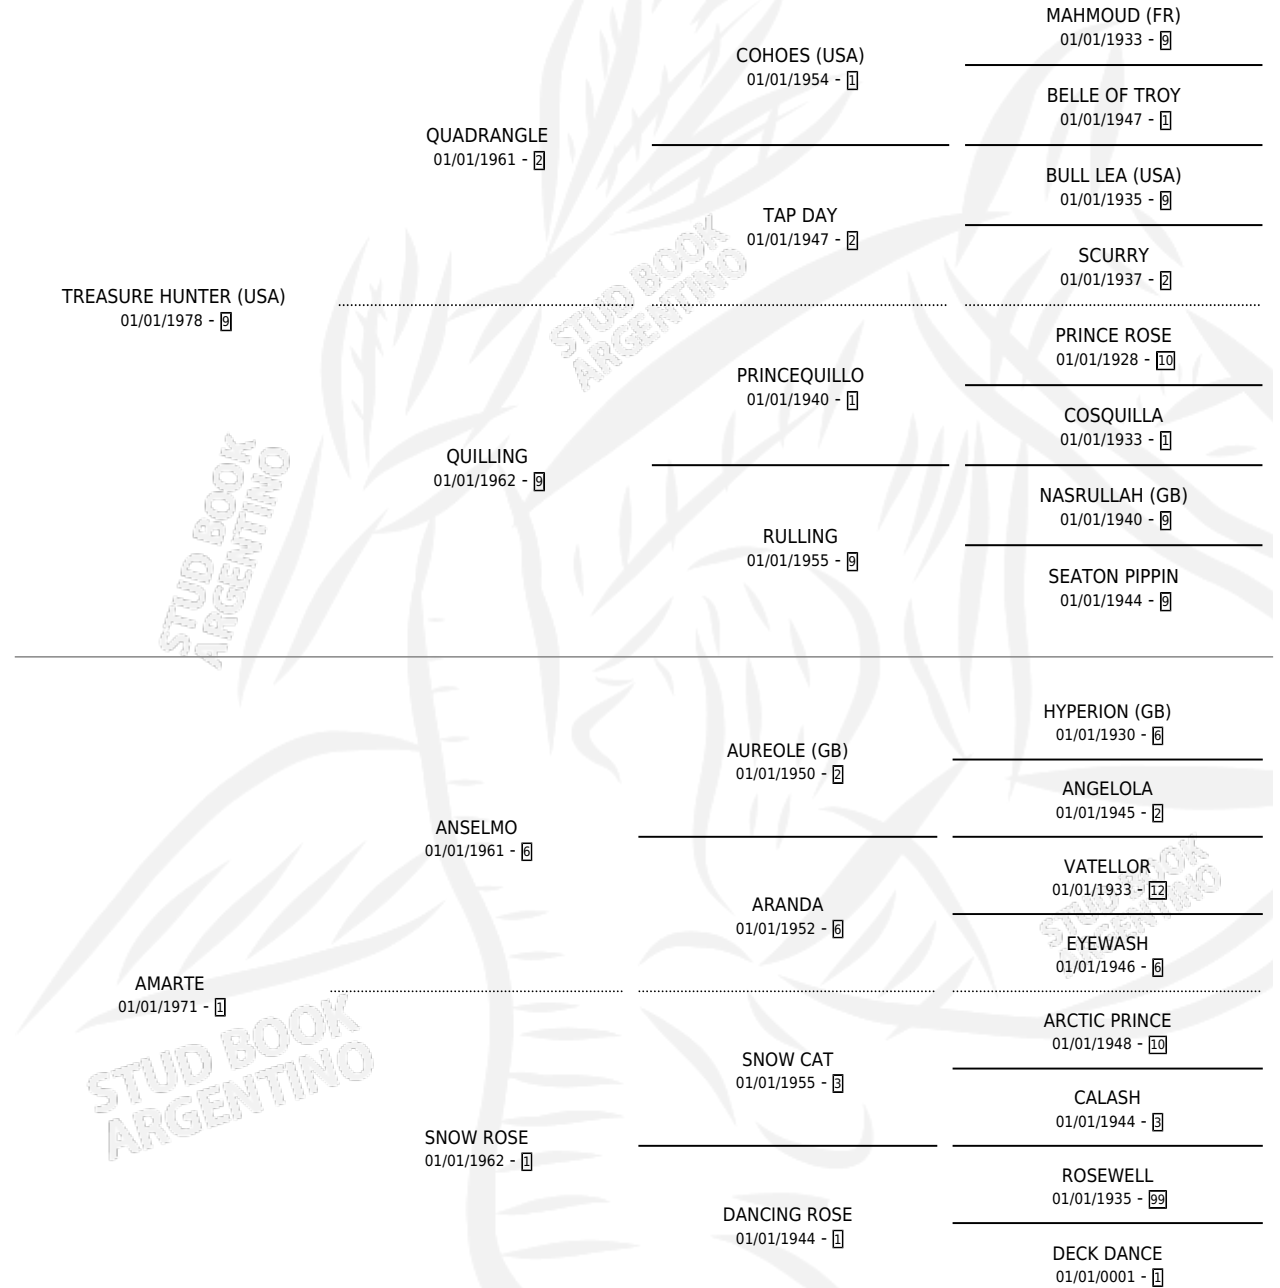 MAHMOUD (FR)
01/01/1933 - 9
COHOES (USA)
01/01/1954 - 1
BELLE OF TROY
01/01/1947 - 1
QUADRANGLE
01/01/1961 - 2
BULL LEA (USA)
01/01/1935 - 9
TAP DAY
01/01/1947 - 2
SCURRY
01/01/1937 - 2
TREASURE HUNTER (USA)
01/01/1978 - 9
PRINCE ROSE
01/01/1928 - 10
PRINCEQUILLO
01/01/1940 - 1
COSQUILLA
01/01/1933 - 1
QUILLING
01/01/1962 - 9
NASRULLAH (GB)
01/01/1940 - 9
RULLING
01/01/1955 - 9
SEATON PIPPIN
01/01/1944 - 9
HYPERION (GB)
01/01/1930 - 6
AUREOLE (GB)
01/01/1950 - 2
ANGELOLA
01/01/1945 - 2
ANSELMO
01/01/1961 - 6
VATELLOR
01/01/1933 - 12
ARANDA
01/01/1952 - 6
EYEWASH
01/01/1946 - 6
AMARTE
01/01/1971 - 1
ARCTIC PRINCE
01/01/1948 - 10
SNOW CAT
01/01/1955 - 3
CALASH
01/01/1944 - 3
SNOW ROSE
01/01/1962 - 1
ROSEWELL
01/01/1935 - 99
DANCING ROSE
01/01/1944 - 1
DECK DANCE
01/01/0001 - 1
STUD BOOK
ARGENTINO
STUD BOOK
ARGENTINO
STUD BOOK
ARGENTINO
STUD BOOK
ARGENTINO